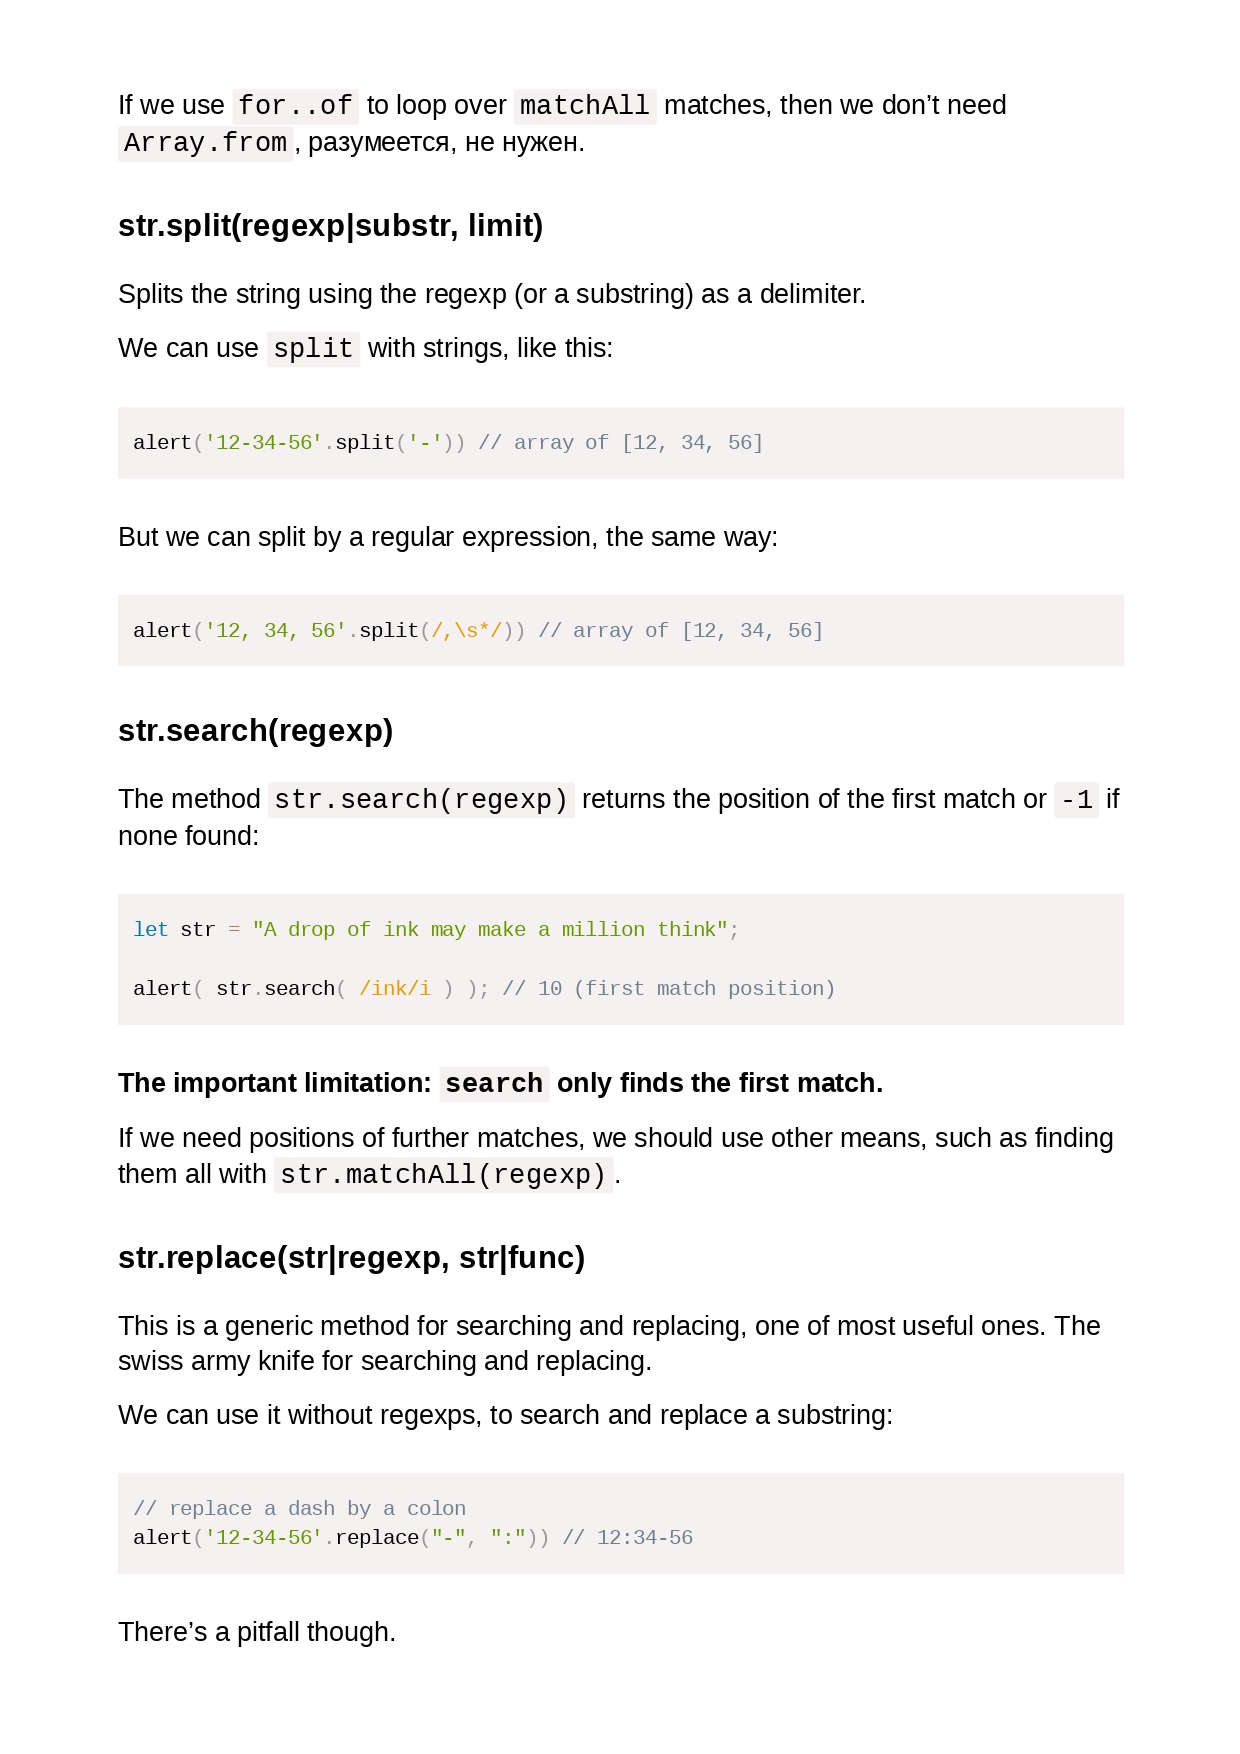 If we use for..of to loop over matchAll matches, then we don’t need
Array.from, разумеется, не нужен.
str.split(regexp|substr, limit)
Splits the string using the regexp (or a substring) as a delimiter.
We can use split with strings, like this:
alert('12-34-56'.split('-')) // array of [12, 34, 56]
But we can split by a regular expression, the same way:
alert('12, 34, 56'.split(/,\s*/)) // array of [12, 34, 56]
str.search(regexp)
The method str.search(regexp) returns the position of the first match or -1 if
none found:
let str = "A drop of ink may make a million think";
alert( str.search( /ink/i ) ); // 10 (first match position)
The important limitation: search only finds the first match.
If we need positions of further matches, we should use other means, such as finding
them all with str.matchAll(regexp).
str.replace(str|regexp, str|func)
This is a generic method for searching and replacing, one of most useful ones. The
swiss army knife for searching and replacing.
We can use it without regexps, to search and replace a substring:
// replace a dash by a colon
alert('12-34-56'.replace("-", ":")) // 12:34-56
There’s a pitfall though.